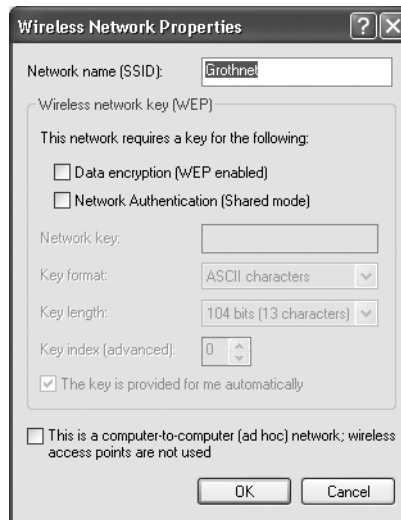 Wireless Network Properties
Network name (SSID): Grothnet
Wireless network key (WEP)
This network requires a key for the following:
Data encryption (WEP enabled)
Network Authentication (Shared mode)
Network key:
Key format: ASCII characters
Key length: 104 bits (13 characters)
Key index (advanced): 0
The key is provided for me automatically
This is a computer-to-computer (ad hoc) network; wireless
access points are not used
OK Cancel